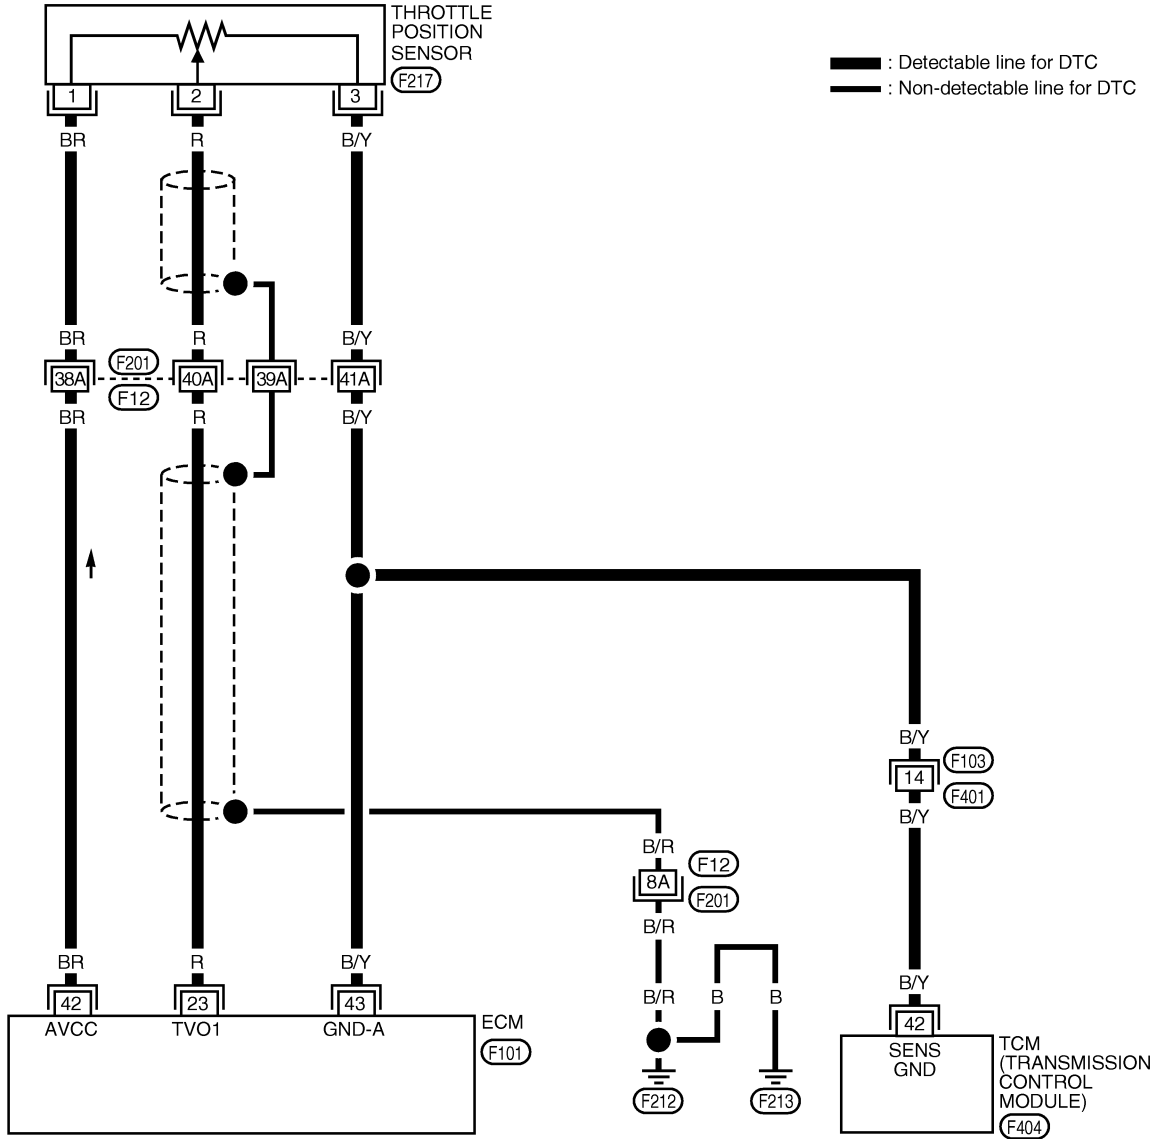 THROTTLE
POSITION
SENSOR
F217
: Detectable line for DTC
: Non-detectable line for DTC
1 2 3
BR R B/Y
BR R B/Y
F201
38A 40A 39A 41A
F12
BR R B/Y
B/Y
F103
14
F401
B/Y
B/R
F12
8A
F201
B/R
BR R B/Y
B/R B B
B/Y
42 23 43
AVCC TVO1 GND-A
ECM
F101
42
SENS
GND
TCM
(TRANSMISSION
CONTROL
MODULE)
F404
F212 F213